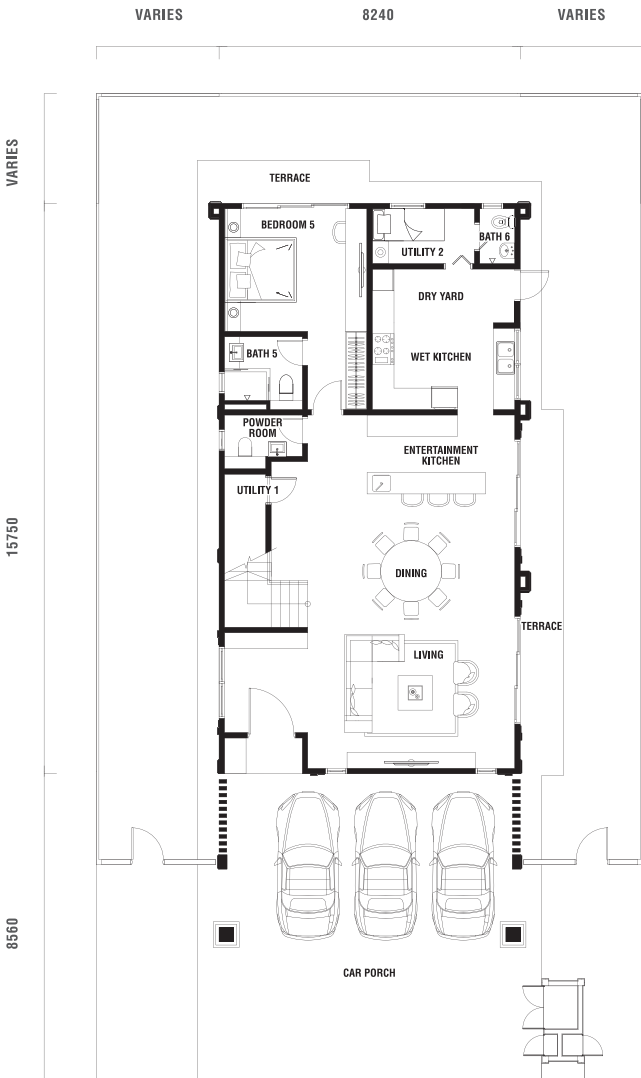 VARIES
8240
VARIES
VARIES
TERRACE
BEDROOM 5
BATH 6
UTILITY 2
DRY YARD
BATH 5
WET KITCHEN
POWDER
ROOM
ENTERTAINMENT
KITCHEN
UTILITY 1
15750
DINING
TERRACE
LIVING
8560
CAR PORCH